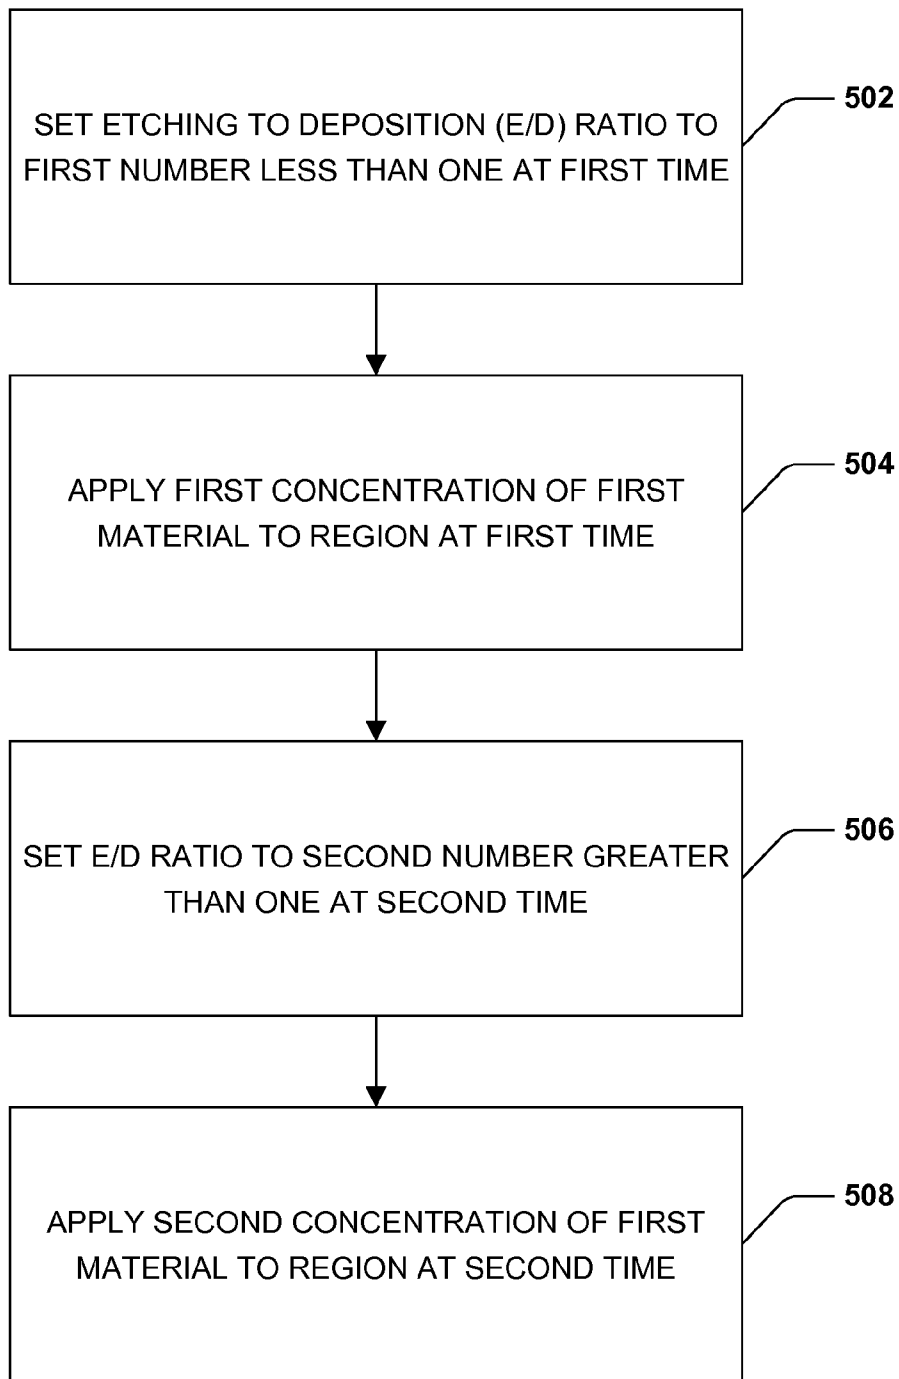 SET ETCHING TO DEPOSITION (E/D) RATIO TO
FIRST NUMBER LESS THAN ONE AT FIRST TIME
502
APPLY FIRST CONCENTRATION OF FIRST
MATERIAL TO REGION AT FIRST TIME
504
SET E/D RATIO TO SECOND NUMBER GREATER
THAN ONE AT SECOND TIME
506
APPLY SECOND CONCENTRATION OF FIRST
MATERIAL TO REGION AT SECOND TIME
508